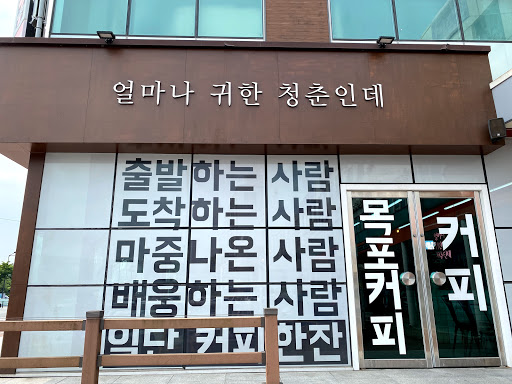 얼마나 귀한 청춘인데
출발하는 사람
도착하는 사람
마중나온 사람
배웅하는 사람
일단 커피 한잔
목포커피
커피